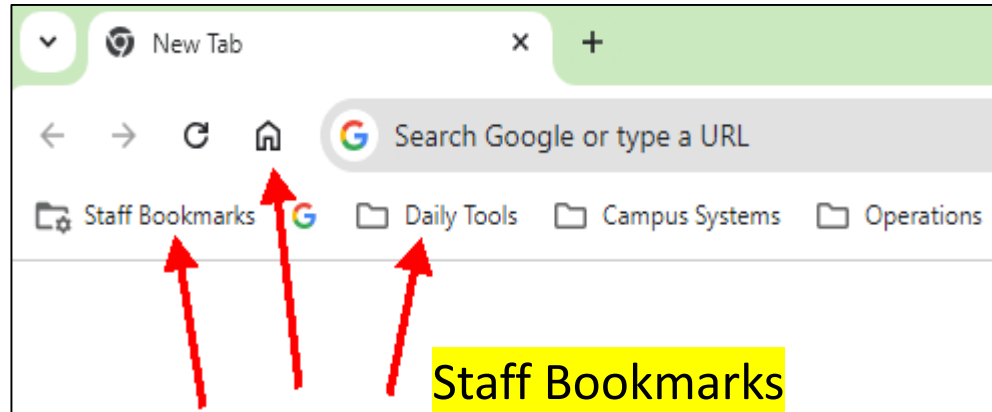 New Tab
Search Google or type a URL
Staff Bookmarks Daily Tools Campus Systems Operations
Staff Bookmarks